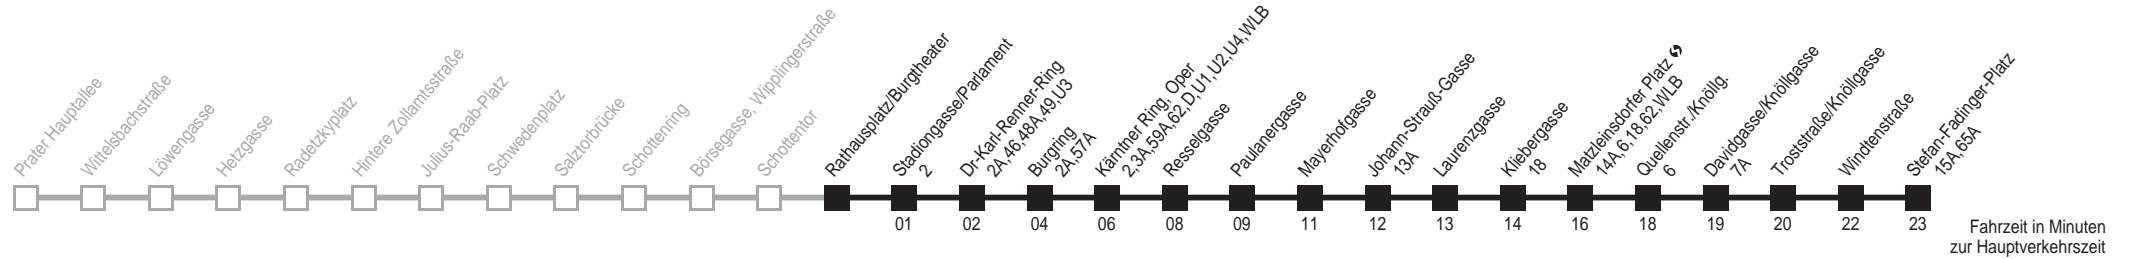 Prater Hauptallee
Wittelsbachstraße
Löwengasse
Hetzgasse
Radetzkyplatz
Hintere Zollamtsstraße
Julius-Raab-Platz
Schwedenplatz
Salztorbrücke
Schottenring
Börsegasse, Wipplingerstraße
Schottentor
Rathausplatz/Burgtheater
Stadiongasse/Parlament
2
Dr-Karl-Renner-Ring
2A,46,48A,49,U3
Burgring
2A,57A
Kärntner Ring, Oper
2,3A,59A,62,D,U1,U2,U4,WLB
Resselgasse
Paulanergasse
Mayerhofgasse
Johann-Strauß-Gasse
13A
Laurenzgasse
Kliebergasse
18
Matzleinsdorfer Platz
14A,6,18,62,WLB
Quellenstr./Knöllg.
6
Davidgasse/Knöllgasse
7A
Troststraße/Knöllgasse
Windtenstraße
Stefan-Fadinger-Platz
15A,65A
01 02 04 06 08 09 11 12 13 14 16 18 19 20 22 23
Fahrzeit in Minuten
zur Hauptverkehrszeit